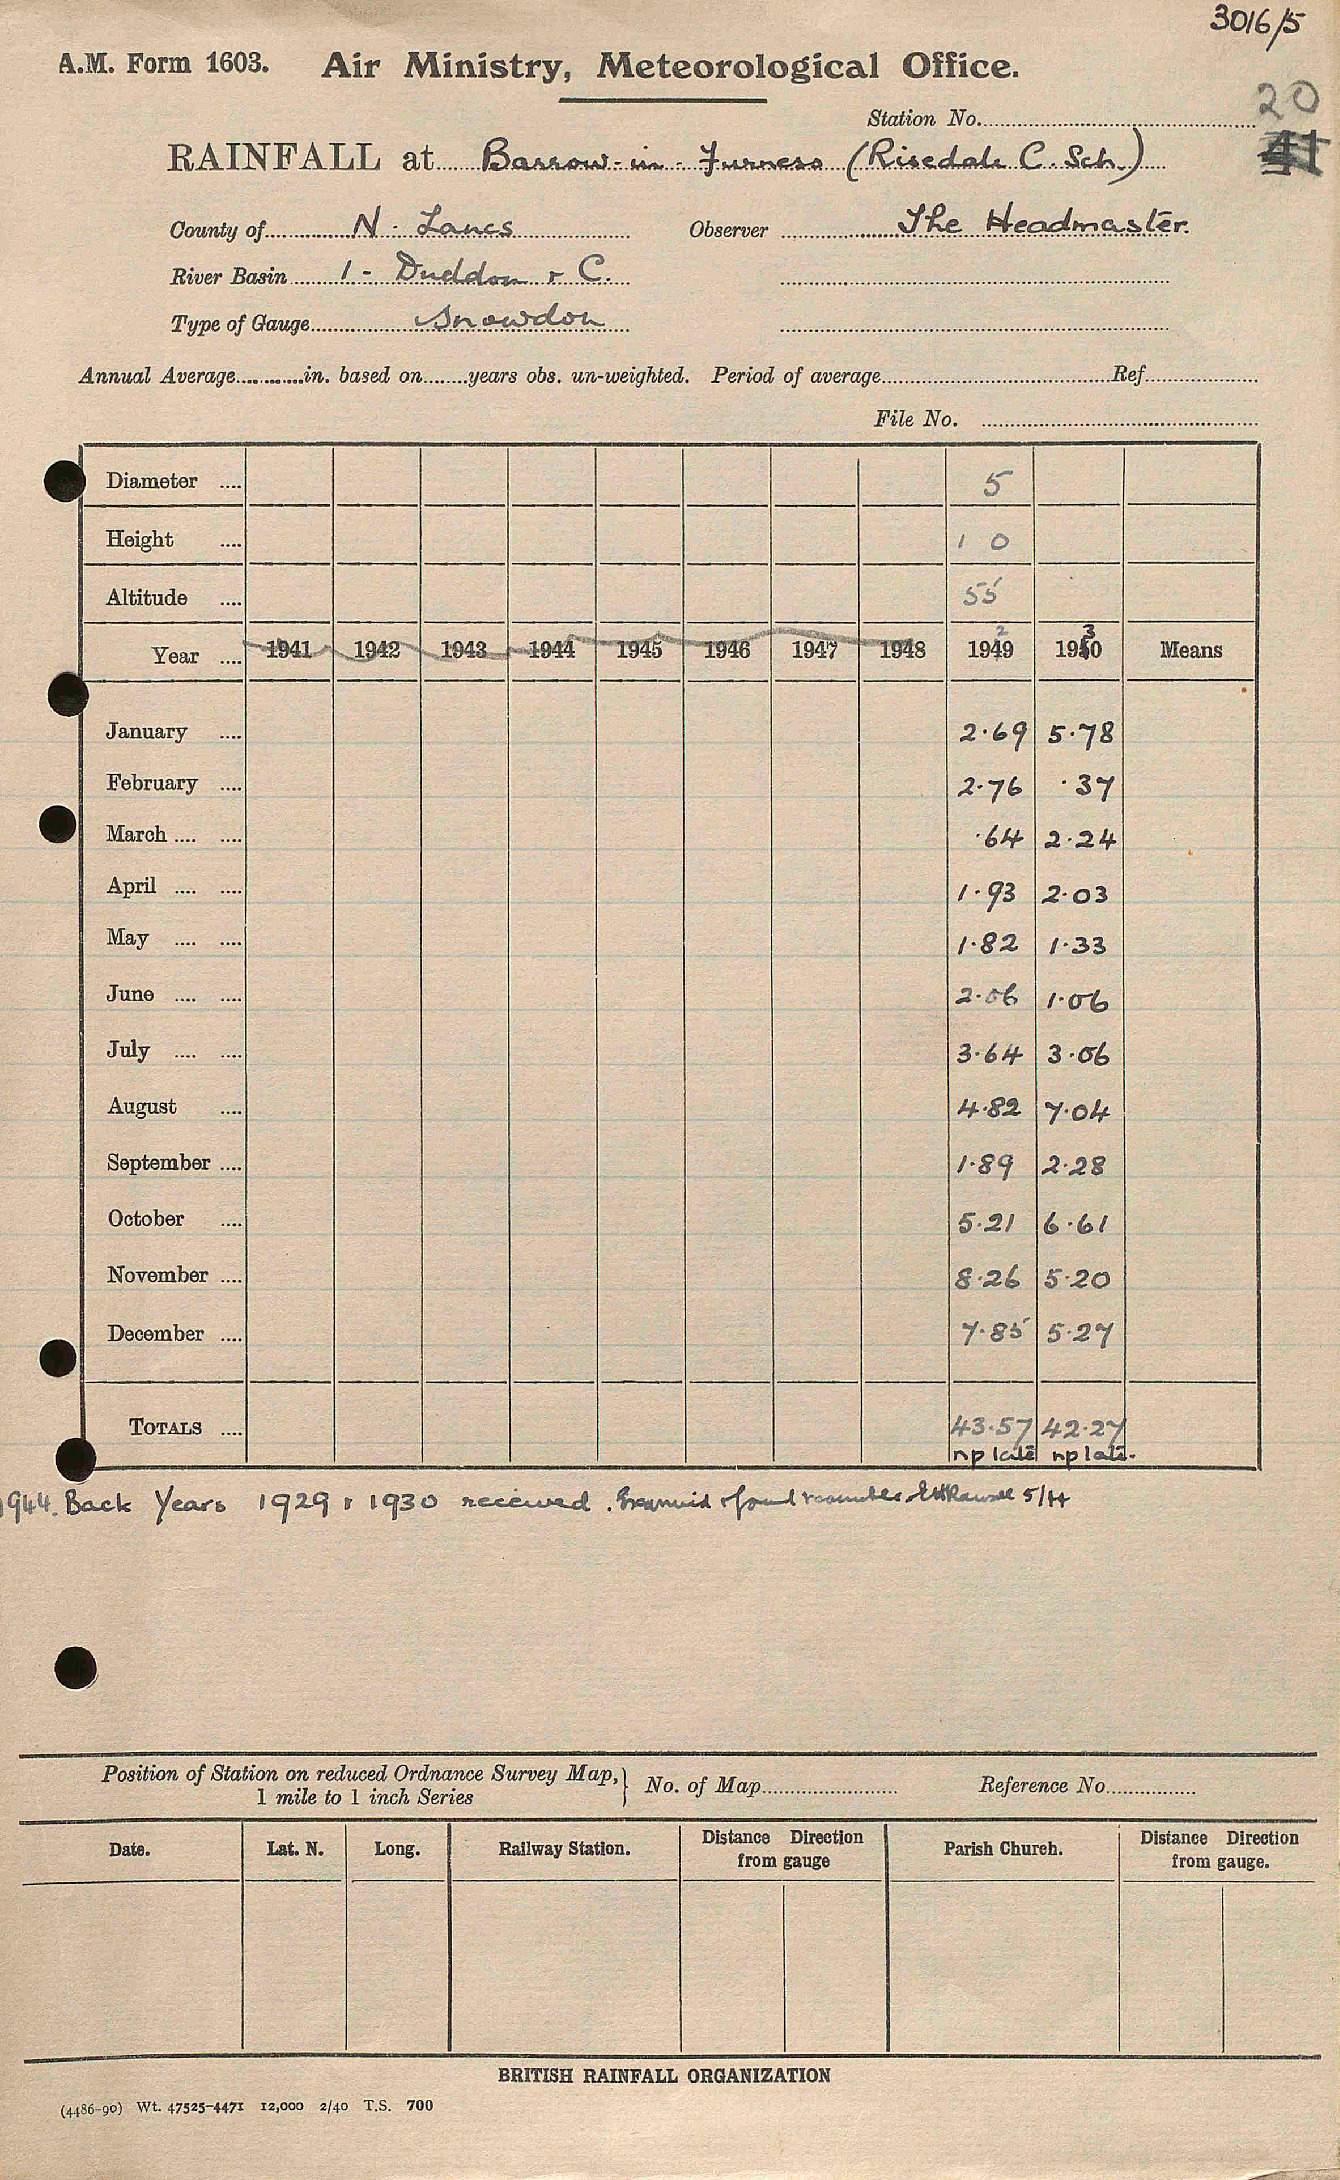 3016/5
A.M. Form 1603. Air Ministry, Meteorological Office.
Station No. 20
41
RAINFALL at Barrow-in-Furness (Risedale C. Sch.)
County of N. Lancs Observer The Headmaster.
River Basin 1 - Duddon & C.
Type of Gauge Snowdon
Annual Average............in. based on........years obs. un-weighted. Period of average........Ref........
File No.
Diameter .... 5
Height .... 1 0
Altitude .... 55
Year .... 1941 1942 1943 1944 1945 1946 1947 1948 1949 2 1950 3 Means
January .... 2.69 5.78
February .... 2.76 .37
March .... .... .64 2.24
April .... .... 1.93 2.03
May .... .... 1.82 1.33
June .... .... 2.06 1.06
July .... .... 3.64 3.06
August .... 4.82 7.04
September .... 1.89 2.28
October .... 5.21 6.61
November .... 8.26 5.20
December .... 7.85 5.27
TOTALS .... 43.57 42.27
np late np late.
1944. Back Years 1929 & 1930 received. & found 5/44
Position of Station on reduced Ordnance Survey Map, } No. of Map........ Reference No........
1 mile to 1 inch Series
Date. Lat. N. Long. Railway Station. Distance Direction from gauge Parish Church. Distance Direction from gauge.
BRITISH RAINFALL ORGANIZATION
(4486-90) Wt. 47525-4471 12,000 2/40 T.S. 700